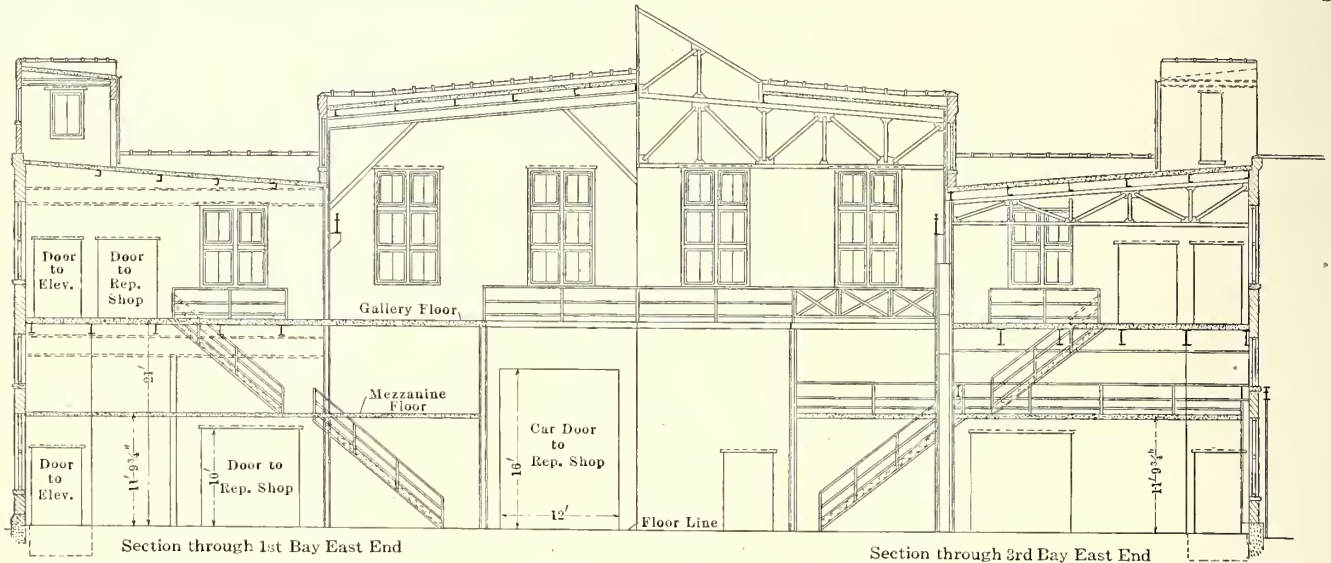 Door
to
Elev.
Door
to
Rep.
Shop
Gallery Floor
21'
Mezzanine
Floor
Door
to
Elev.
11'-9¾"
10'
Door to
Rep. Shop
16'
Car Door
to
Rep. Shop
12'
Floor Line
11'-9¾"
Section through 1st Bay East End
Section through 3rd Bay East End